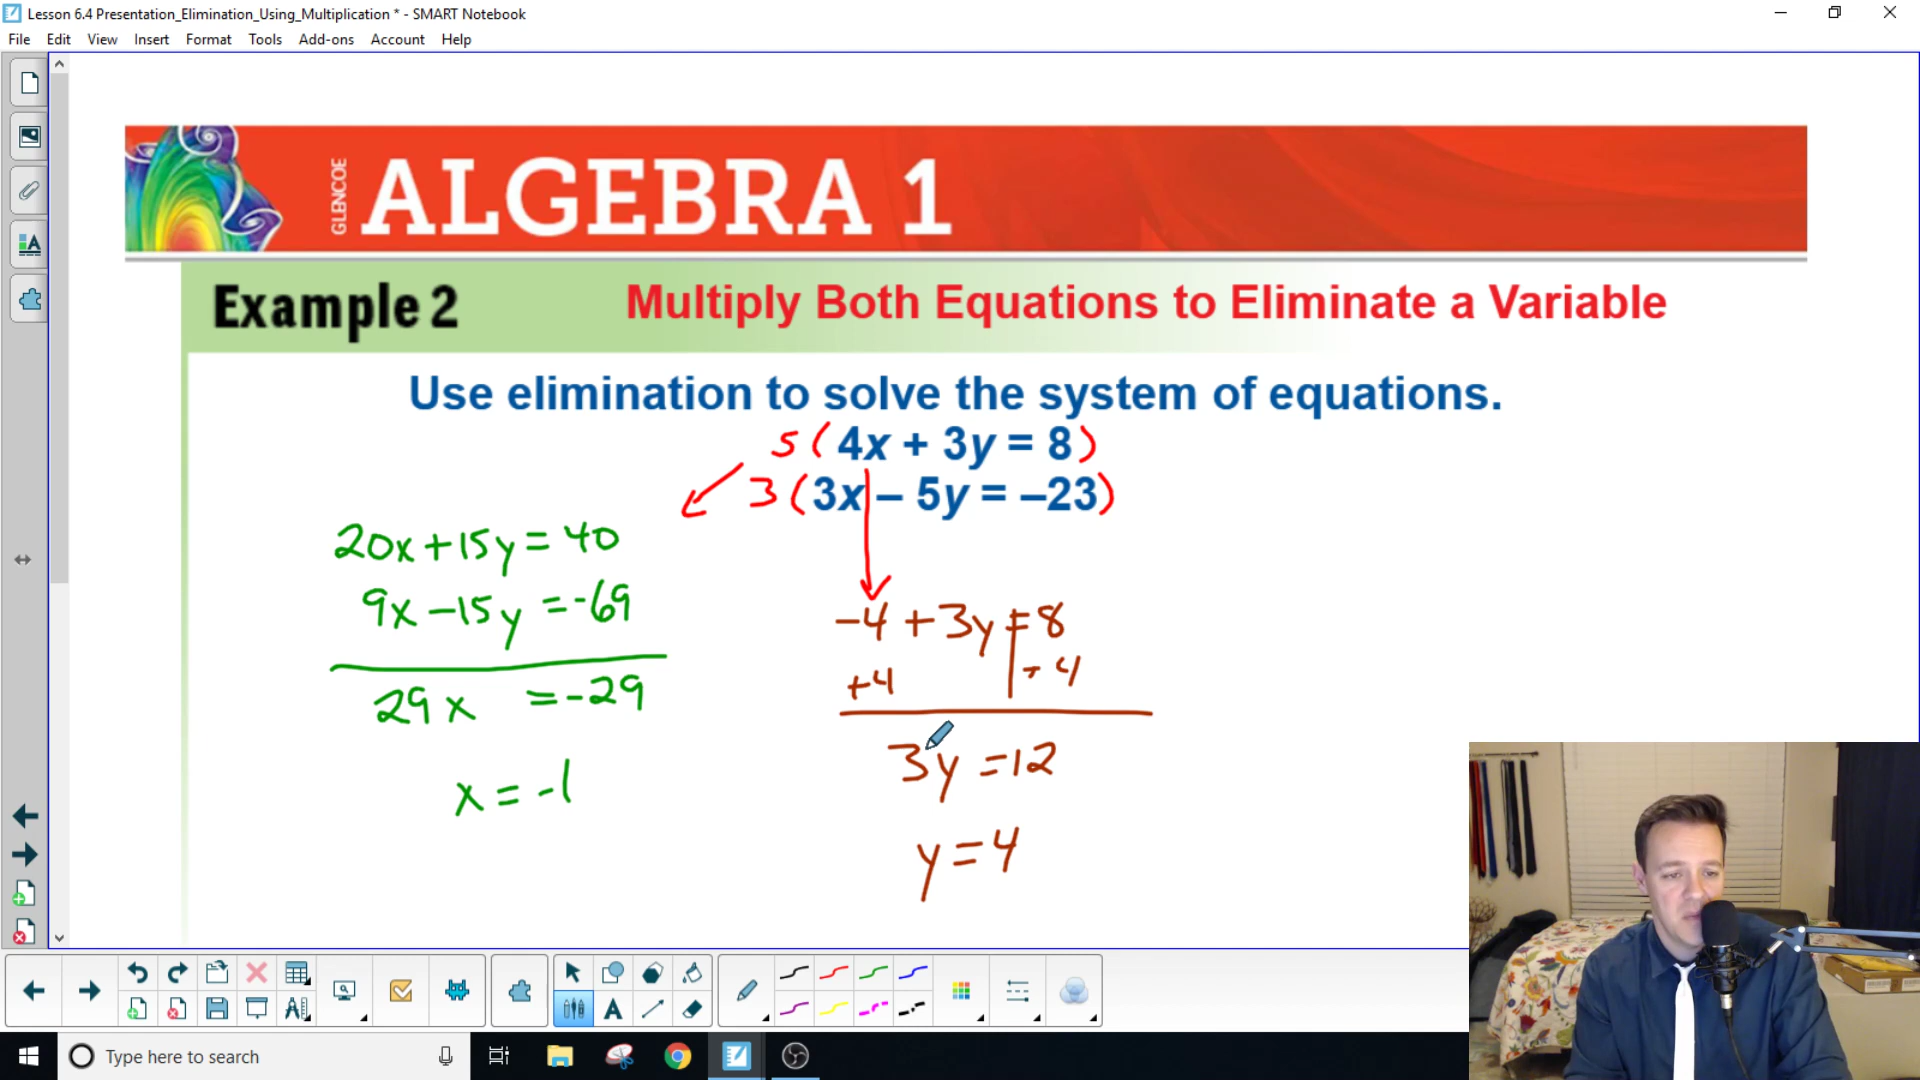 Lesson 6.4 Presentation_Elimination_Using_Multiplication * - SMART Notebook
File Edit View Insert Format Tools Add-ons Account Help
GLENCOE ALGEBRA 1
Example 2 Multiply Both Equations to Eliminate a Variable
Use elimination to solve the system of equations.
5 ( 4x + 3y = 8 )
3 ( 3x – 5y = –23 )
20x + 15y = 40
9x – 15y = -69
29x = -29
x = -1
-4 + 3y = 8
+4 + 4
3y = 12
y = 4
Type here to search